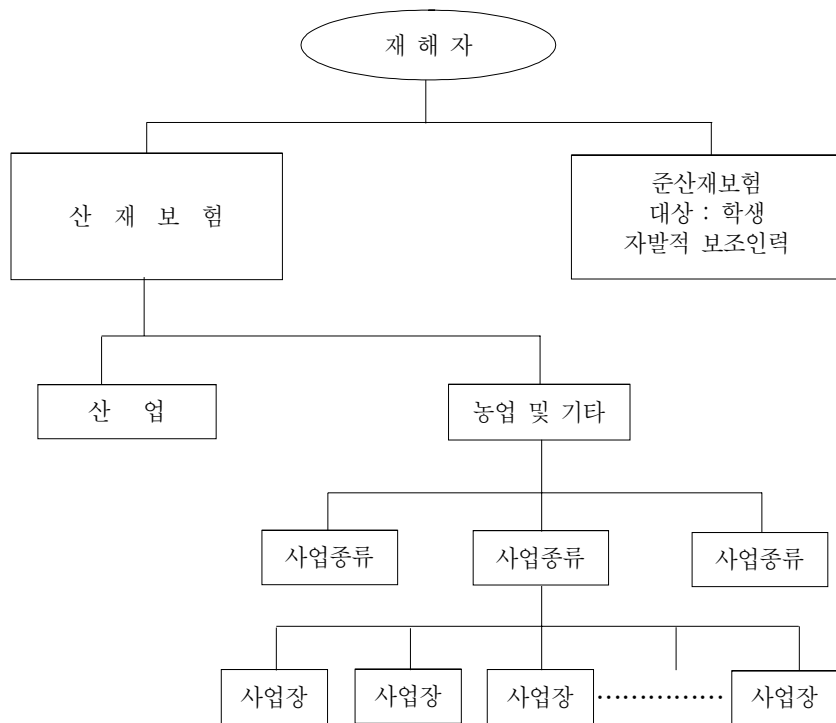 재 해 자
산 재 보 험
준산재보험
대상 : 학생
자발적 보조인력
산 업
농업 및 기타
사업종류
사업종류
사업종류
사업장
사업장
사업장
사업장